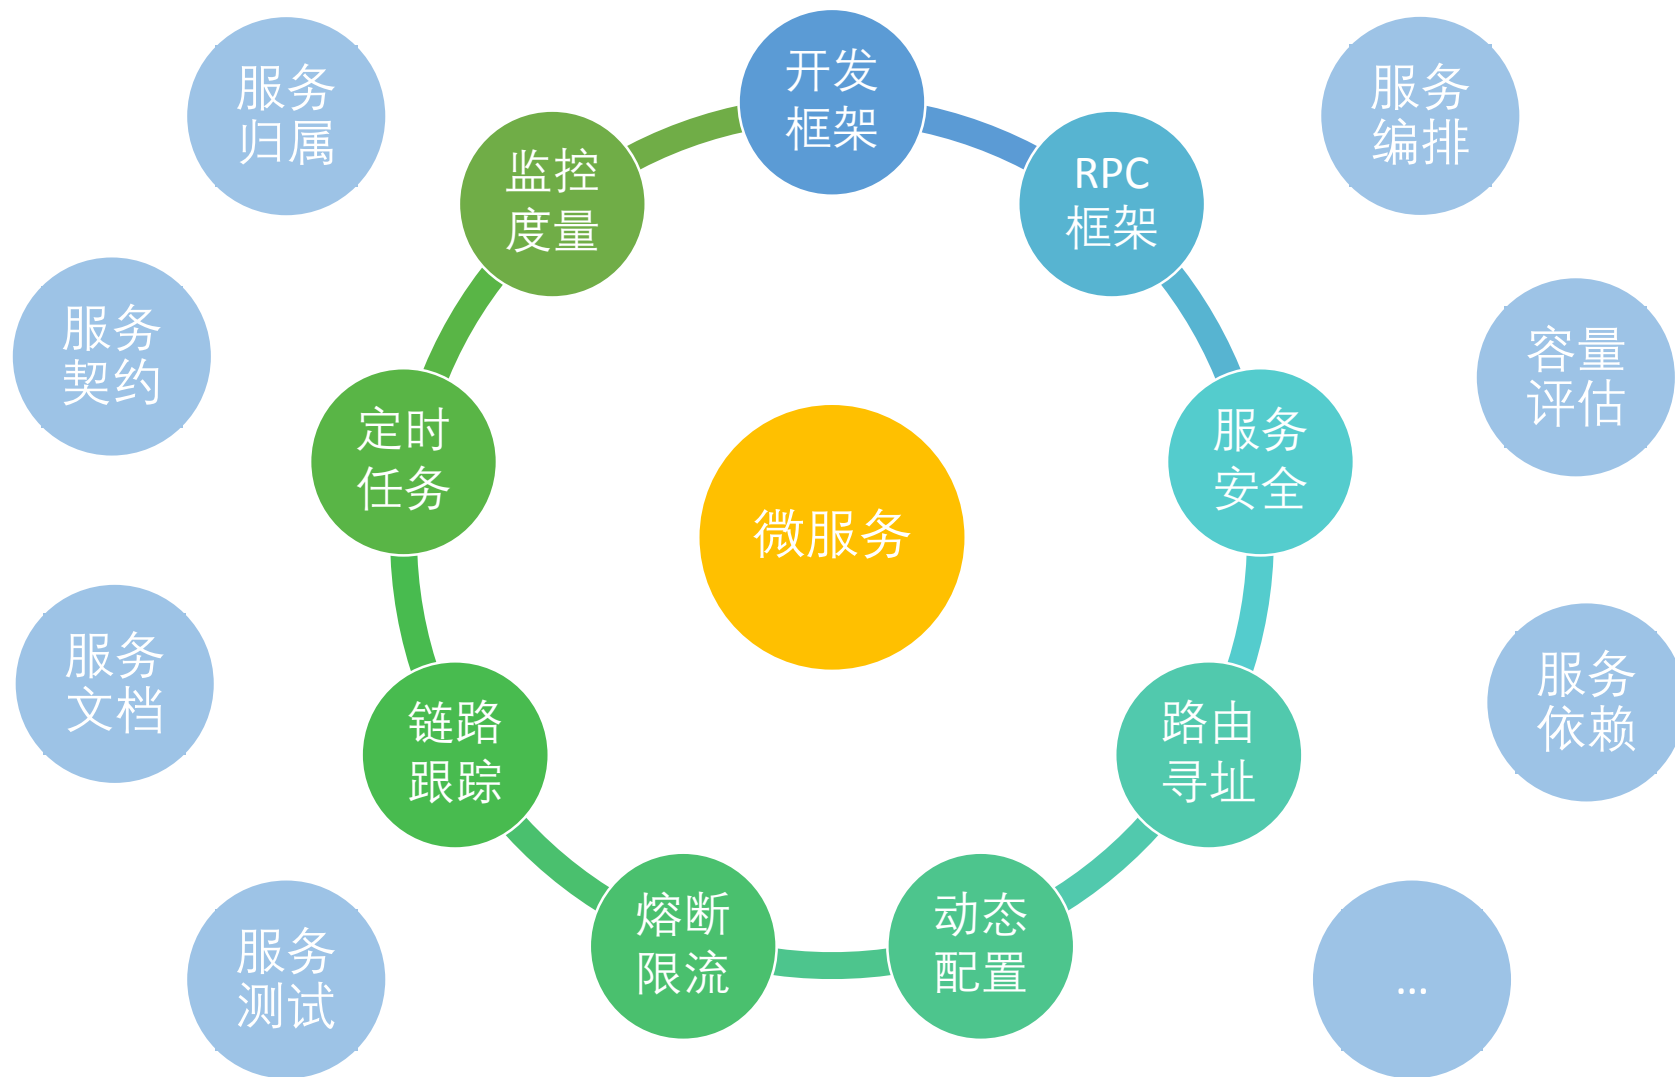 开发
框架
RPC
框架
服务
安全
路由
寻址
动态
配置
熔断
限流
链路
跟踪
定时
任务
监控
度量
微服务
服务
归属
服务
契约
服务
文档
服务
测试
服务
编排
容量
评估
服务
依赖
...